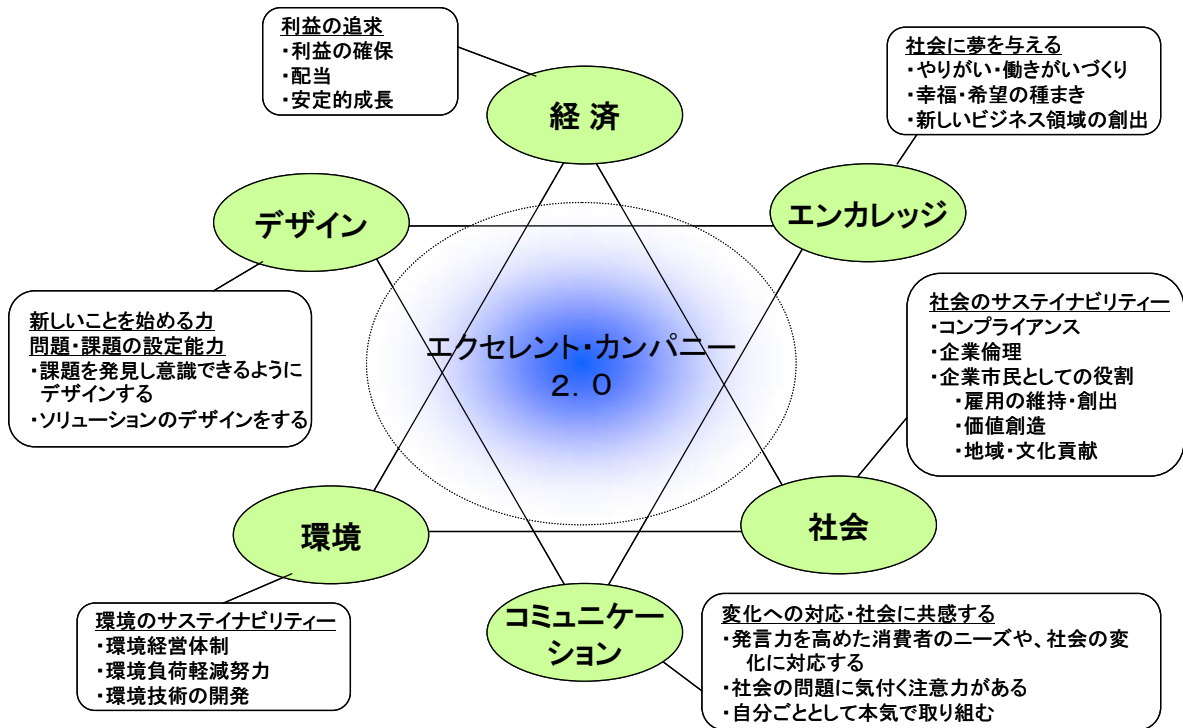 利益の追求
・利益の確保
・配当
・安定的成長
経 済
社会に夢を与える
・やりがい・働きがいづくり
・幸福・希望の種まき
・新しいビジネス領域の創出
デザイン
エンカレッジ
新しいことを始める力
問題・課題の設定能力
・課題を発見し意識できるように
デザインする
・ソリューションのデザインをする
エクセレント・カンパニー
２．０
社会のサステイナビリティー
・コンプライアンス
・企業倫理
・企業市民としての役割
・雇用の維持・創出
・価値創造
・地域・文化貢献
環境
社会
環境のサステイナビリティー
・環境経営体制
・環境負荷軽減努力
・環境技術の開発
コミュニケー
ション
変化への対応・社会に共感する
・発言力を高めた消費者のニーズや、社会の変
化に対応する
・社会の問題に気付く注意力がある
・自分ごととして本気で取り組む